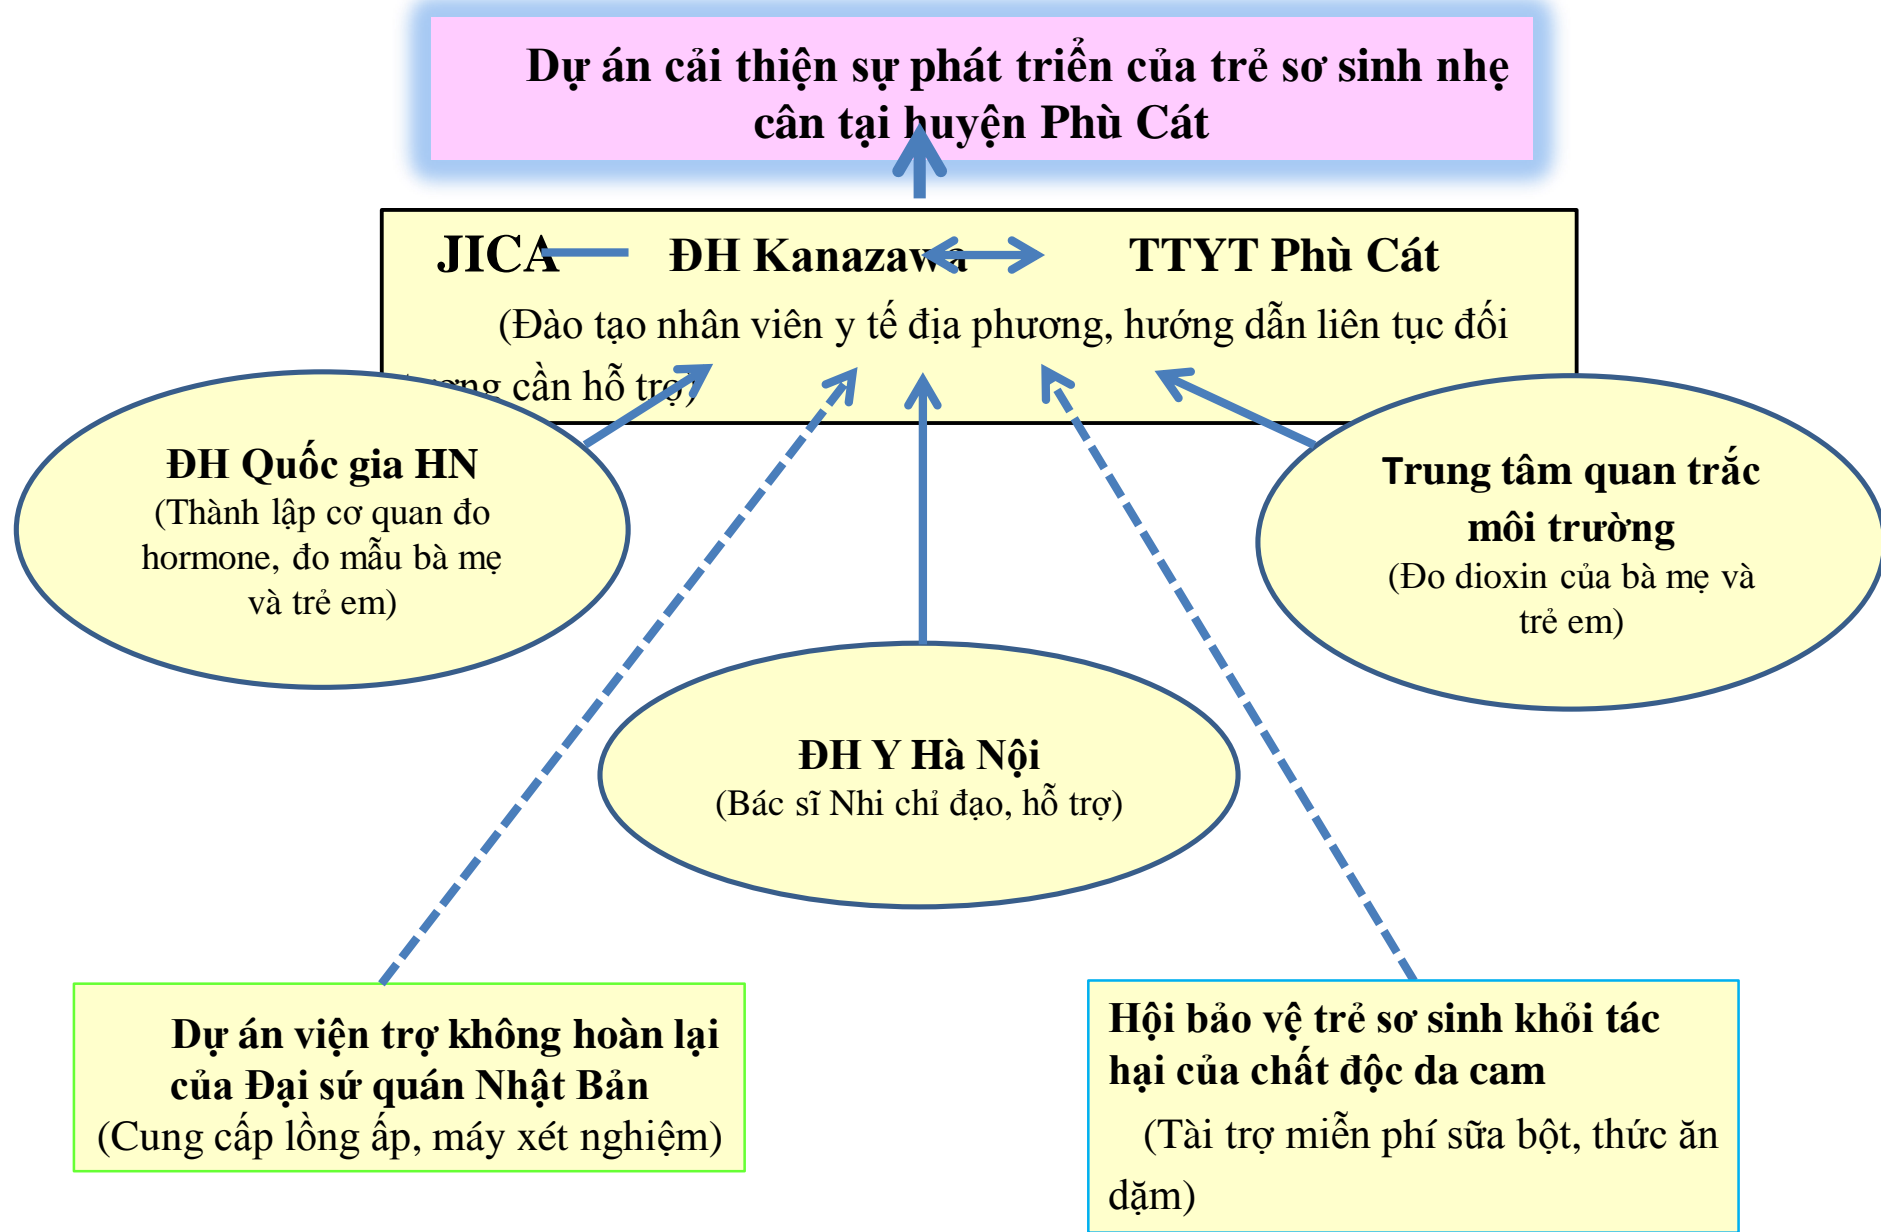 Dự án cải thiện sự phát triển của trẻ sơ sinh nhẹ
cân tại huyện Phù Cát
JICA ĐH Kanazawa TTYT Phù Cát
(Đào tạo nhân viên y tế địa phương, hướng dẫn liên tục đối
cần hỗ trợ)
ĐH Quốc gia HN
(Thành lập cơ quan đo
hormone, đo mẫu bà mẹ
và trẻ em)
Trung tâm quan trắc
môi trường
(Đo dioxin của bà mẹ và
trẻ em)
ĐH Y Hà Nội
(Bác sĩ Nhi chỉ đạo, hỗ trợ)
Dự án viện trợ không hoàn lại
của Đại sứ quán Nhật Bản
(Cung cấp lồng ấp, máy xét nghiệm)
Hội bảo vệ trẻ sơ sinh khỏi tác
hại của chất độc da cam
(Tài trợ miễn phí sữa bột, thức ăn
dặm)